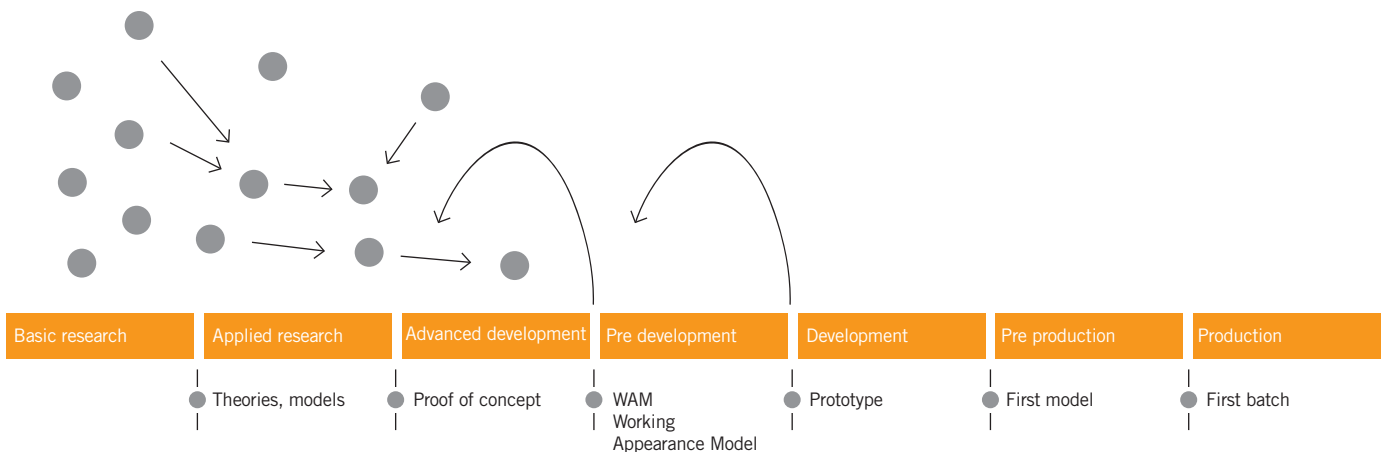 Basic research
Applied research
Advanced development
Pre development
Development
Pre production
Production
Theories, models
Proof of concept
WAM
Working
Appearance Model
Prototype
First model
First batch